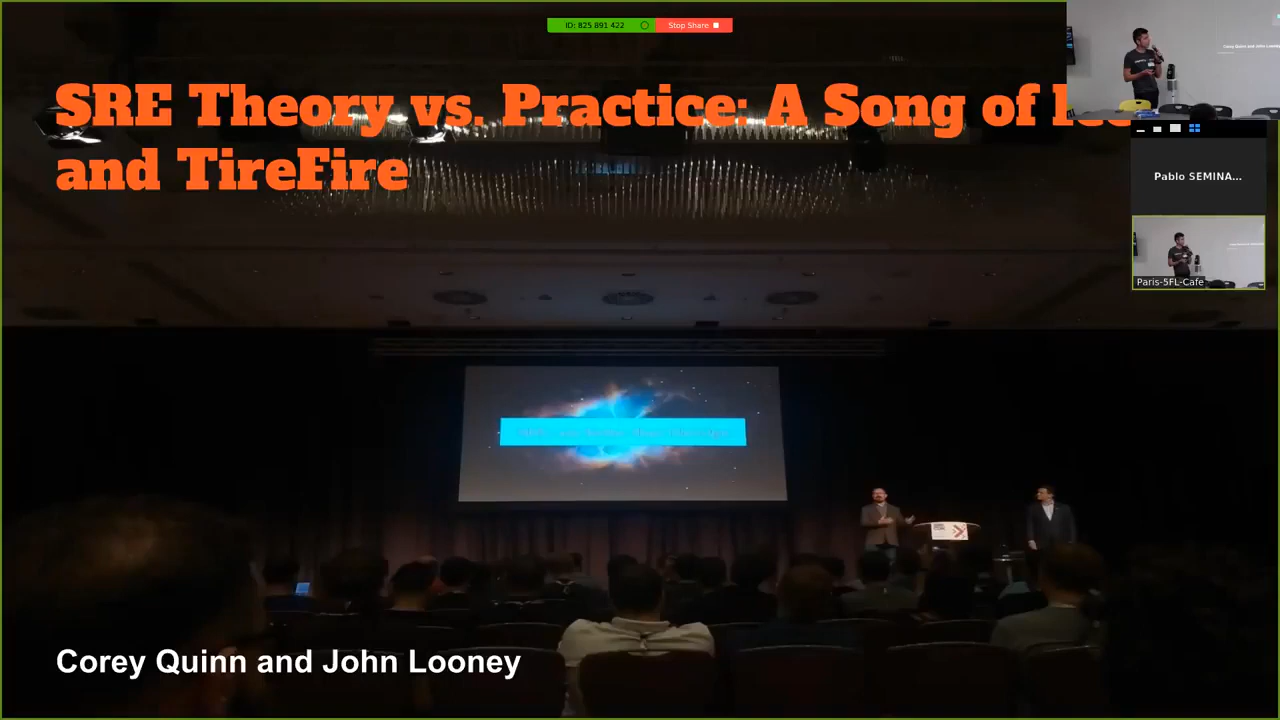 ID: 825 891 422
Stop Share
SRE Theory vs. Practice: A Song of
and TireFire
Pablo SEMINA...
Paris-5FL-Cafe
Corey Quinn and John Looney